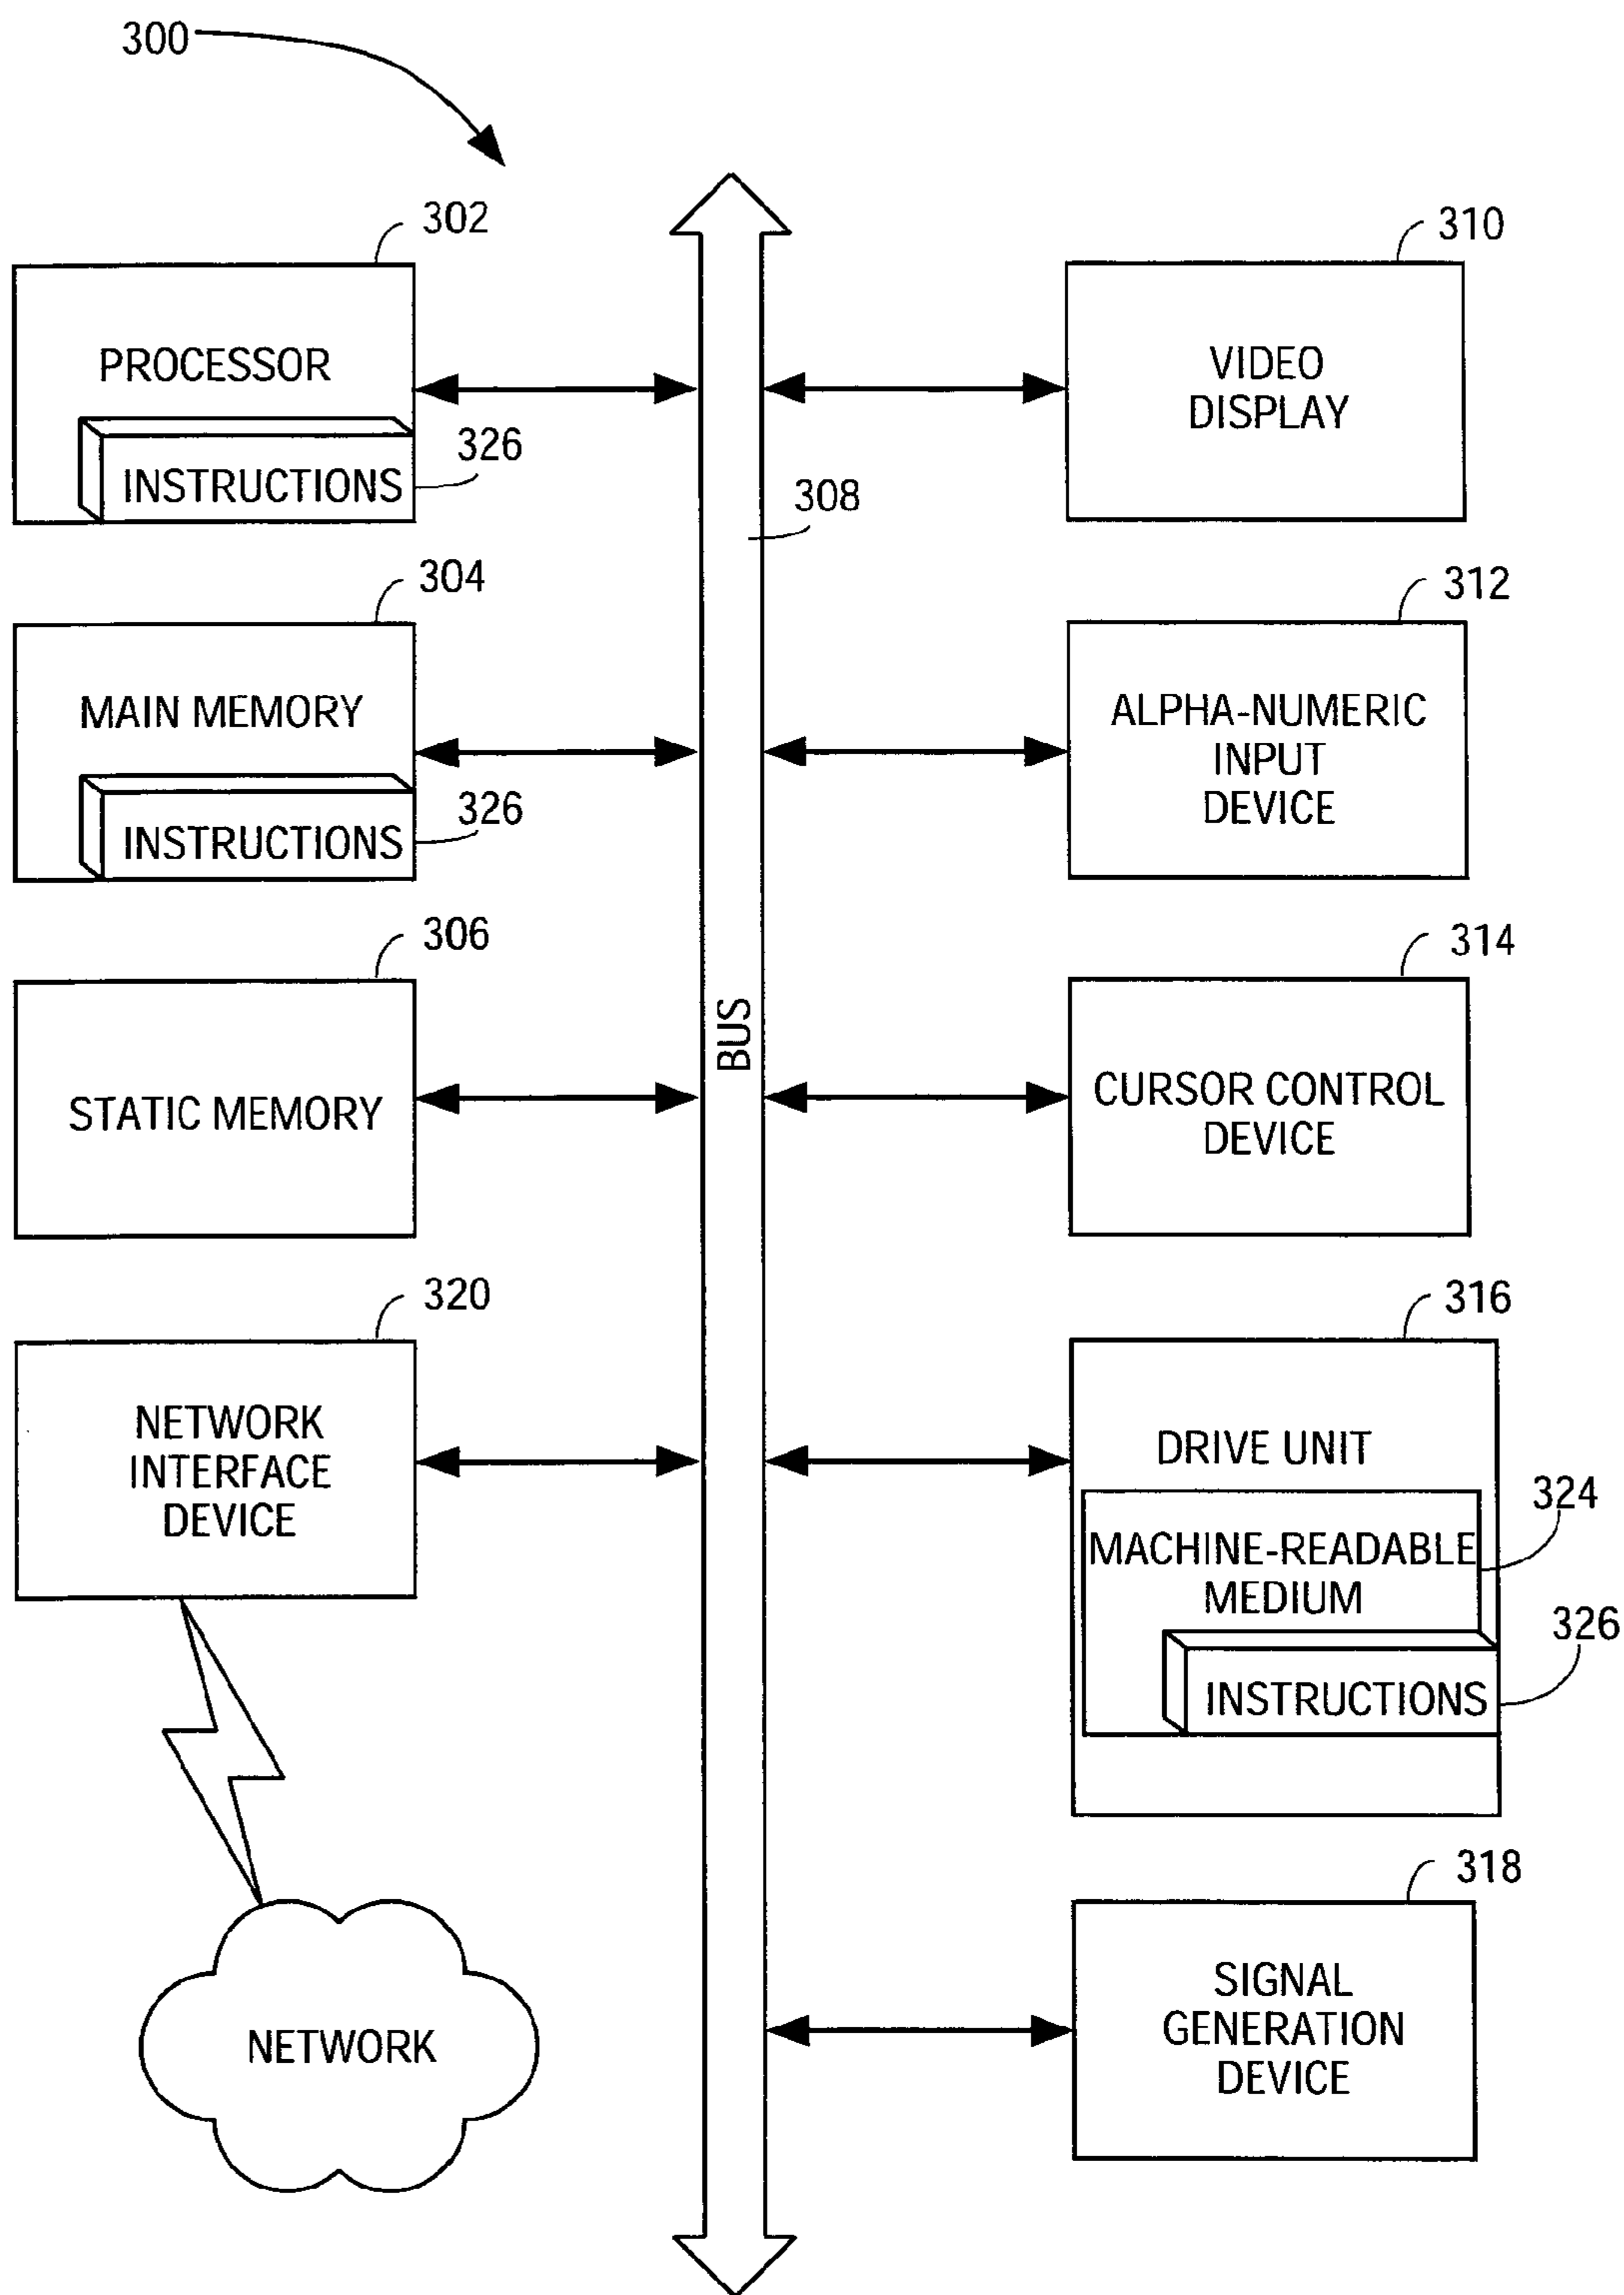 300
302
PROCESSOR
326
INSTRUCTIONS
304
MAIN MEMORY
326
INSTRUCTIONS
306
STATIC MEMORY
320
NETWORK
INTERFACE
DEVICE
NETWORK
308
BUS
310
VIDEO
DISPLAY
312
ALPHA-NUMERIC
INPUT
DEVICE
314
CURSOR CONTROL
DEVICE
316
DRIVE UNIT
324
MACHINE-READABLE
MEDIUM
326
INSTRUCTIONS
318
SIGNAL
GENERATION
DEVICE